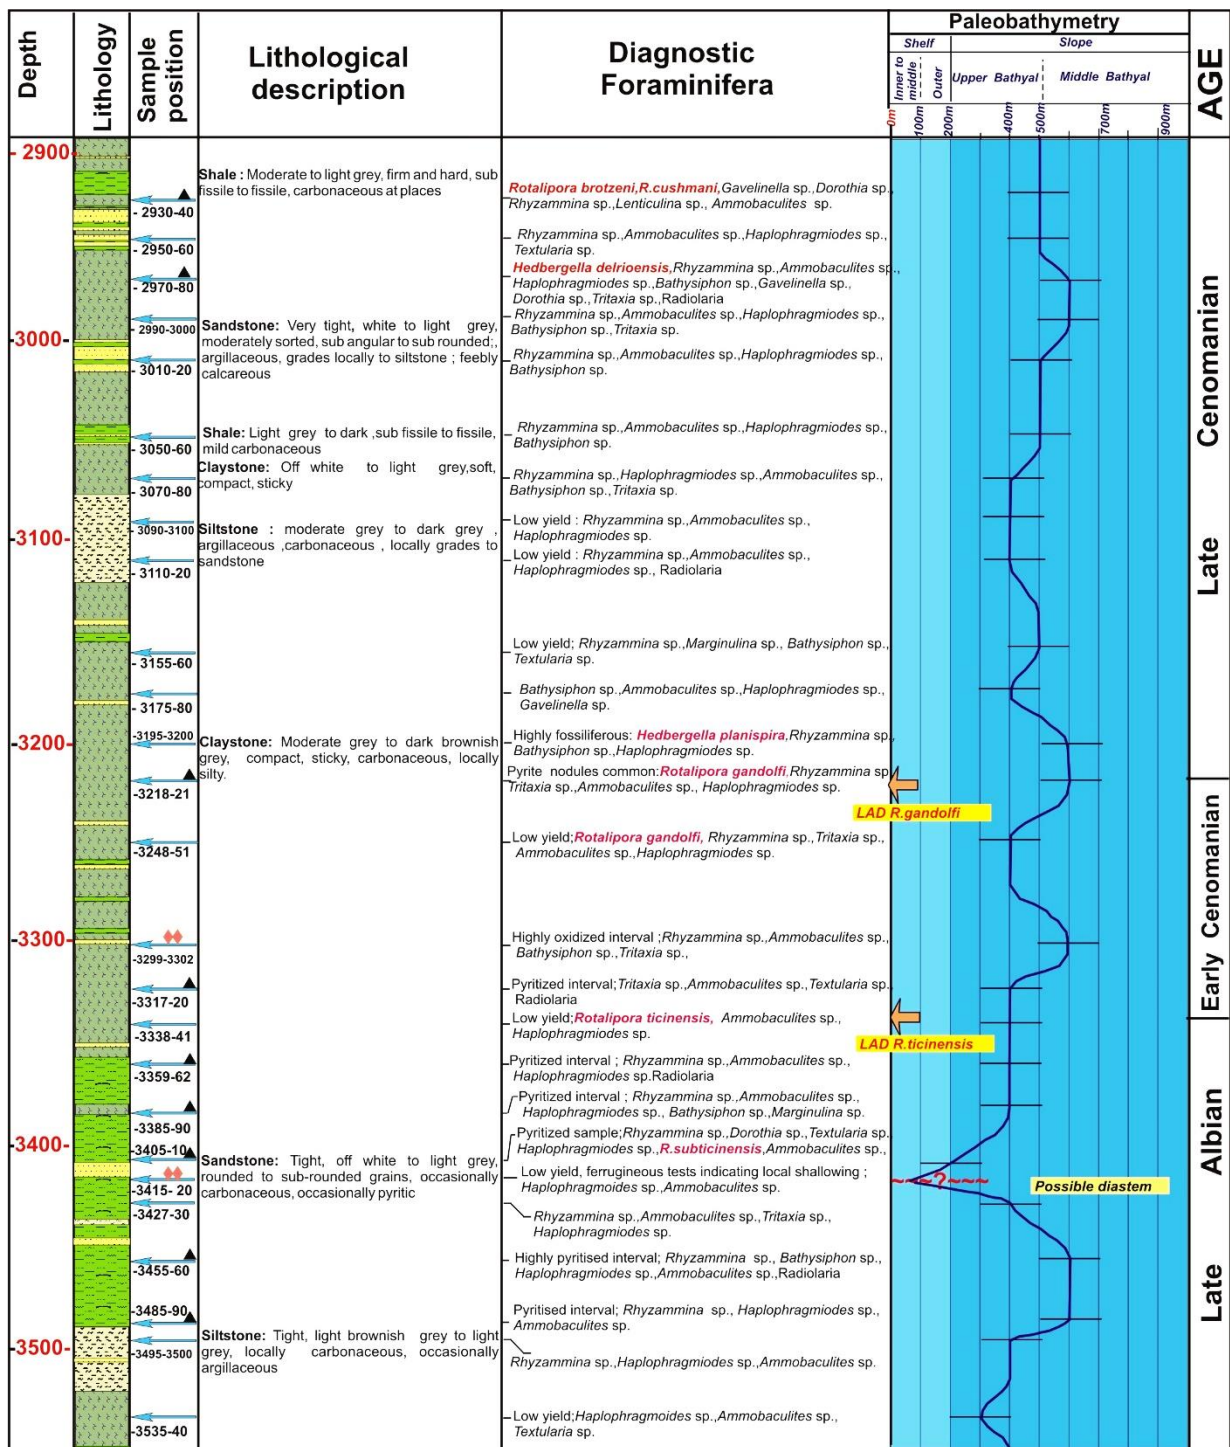 Depth
Lithology
Sample position
Lithological description
Diagnostic Foraminifera
Paleobathymetry
AGE
Shelf
Slope
Inner to middle
Outer
Upper Bathyal
Middle Bathyal
0m
100m
200m
400m
500m
700m
900m
- 2900-
3000-
-3100-
-3200-
-3300-
-3400-
-3500-
- 2930-40
- 2950-60
- 2970-80
- 2990-3000
- 3010-20
- 3050-60
- 3070-80
- 3090-3100
- 3110-20
- 3155-60
- 3175-80
-3195-3200
-3218-21
-3248-51
-3299-3302
-3317-20
-3338-41
-3359-62
-3385-90
-3405-10
-3415- 20
-3427-30
-3455-60
-3485-90
-3495-3500
-3535-40
Shale : Moderate to light grey, firm and hard, sub
fissile to fissile, carbonaceous at places
Sandstone: Very tight, white to light grey,
moderately sorted, sub angular to sub rounded;,
argillaceous, grades locally to siltstone ; feebly
calcareous
Shale: Light grey to dark ,sub fissile to fissile,
mild carbonaceous
Claystone: Off white to light grey,soft,
compact, sticky
Siltstone : moderate grey to dark grey ,
argillaceous ,carbonaceous , locally grades to
sandstone
Claystone: Moderate grey to dark brownish
grey, compact, sticky, carbonaceous, locally
silty.
Sandstone: Tight, off white to light grey,
rounded to sub-rounded grains, occasionally
carbonaceous, occasionally pyritic
Siltstone: Tight, light brownish grey to light
grey, locally carbonaceous, occasionally
argillaceous
Rotalipora brotzeni,R.cushmani,Gavelinella sp.,Dorothia sp.,
Rhyzammina sp.,Lenticulina sp., Ammobaculites sp.
Rhyzammina sp.,Ammobaculites sp.,Haplophragmiodes sp.,
Textularia sp.
Hedbergella delrioensis,Rhyzammina sp.,Ammobaculites sp.,
Haplophragmiodes sp.,Bathysiphon sp.,Gavelinella sp.,
Dorothia sp.,Tritaxia sp.,Radiolaria
Rhyzammina sp.,Ammobaculites sp.,Haplophragmiodes sp.,
Bathysiphon sp.,Tritaxia sp.
Rhyzammina sp.,Ammobaculites sp.,Haplophragmiodes sp.,
Bathysiphon sp.
Rhyzammina sp.,Ammobaculites sp.,Haplophragmiodes sp.,
Bathysiphon sp.
Rhyzammina sp.,Haplophragmiodes sp.,Ammobaculites sp.,
Bathysiphon sp.,Tritaxia sp.
Low yield : Rhyzammina sp.,Ammobaculites sp.,
Haplophragmiodes sp.
Low yield : Rhyzammina sp.,Ammobaculites sp.,
Haplophragmiodes sp., Radiolaria
Low yield; Rhyzammina sp.,Marginulina sp., Bathysiphon sp.,
Textularia sp.
Bathysiphon sp.,Ammobaculites sp.,Haplophragmiodes sp.,
Gavelinella sp.
Highly fossiliferous: Hedbergella planispira,Rhyzammina sp.,
Bathysiphon sp.,Haplophragmiodes sp.
Pyrite nodules common:Rotalipora gandolfi,Rhyzammina sp
Tritaxia sp.,Ammobaculites sp., Haplophragmiodes sp.
Low yield;Rotalipora gandolfi, Rhyzammina sp.,Tritaxia sp.,
Ammobaculites sp.,Haplophragmiodes sp.
Highly oxidized interval ;Rhyzammina sp.,Ammobaculites sp.,
Bathysiphon sp.,Tritaxia sp.,
Pyritized interval;Tritaxia sp.,Ammobaculites sp.,Textularia sp.,
Radiolaria
Low yield;Rotalipora ticinensis, Ammobaculites sp.,
Haplophragmiodes sp.
Pyritized interval ; Rhyzammina sp.,Ammobaculites sp.,
Haplophragmiodes sp.Radiolaria
Pyritized interval ; Rhyzammina sp.,Ammobaculites sp.,
Haplophragmiodes sp., Bathysiphon sp.,Marginulina sp.
Pyritized sample;Rhyzammina sp.,Dorothia sp.,Textularia sp.,
Haplophragmiodes sp.,R.subticinensis,Ammobaculites sp.,
Low yield, ferrugineous tests indicating local shallowing ;
Haplophragmiodes sp.,Ammobaculites sp.
Rhyzammina sp.,Ammobaculites sp.,Tritaxia sp.,
Haplophragmiodes sp.
Highly pyritised interval; Rhyzammina sp., Bathysiphon sp.,
Haplophragmiodes sp.,Ammobaculites sp.,Radiolaria
Pyritised interval; Rhyzammina sp., Haplophragmiodes sp.,
Ammobaculites sp.
Rhyzammina sp.,Haplophragmiodes sp.,Ammobaculites sp.
Low yield;Haplophragmoides sp.,Ammobaculites sp.,
Textularia sp.
LAD R.gandolfi
LAD R.ticinensis
?
Possible diastem
Late Cenomanian
Early Cenomanian
Late Albian